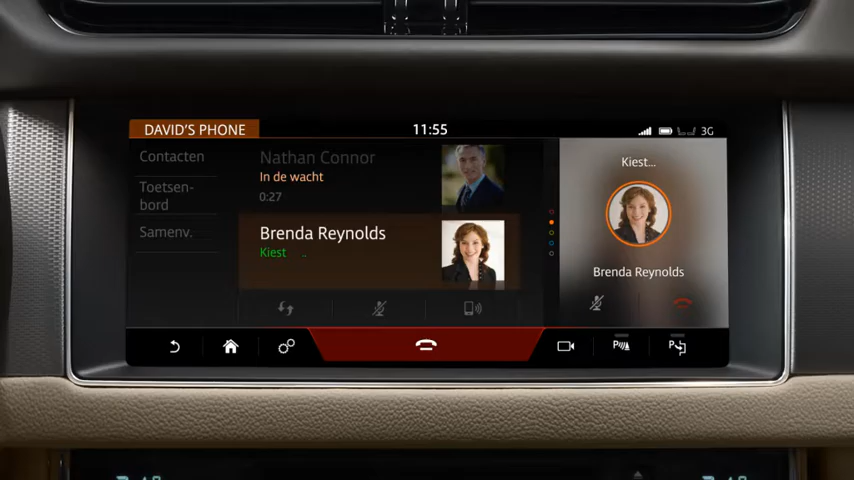 DAVID'S PHONE
11:55
3G
Contacten
Toetsen-
bord
Samenv.
Nathan Connor
In de wacht
0:27
Brenda Reynolds
Kiest ..
Kiest...
Brenda Reynolds